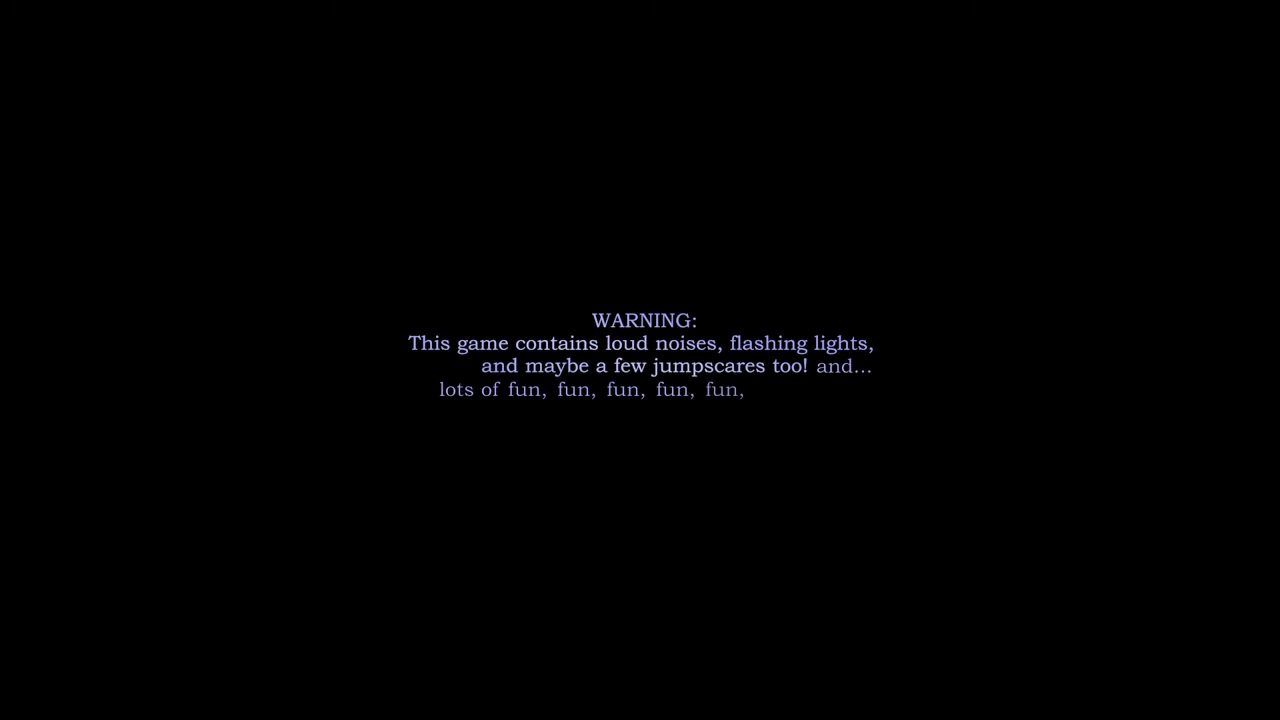 WARNING:
This game contains loud noises, flashing lights,
and maybe a few jumpscares too! and...
lots of fun, fun, fun, fun, fun,